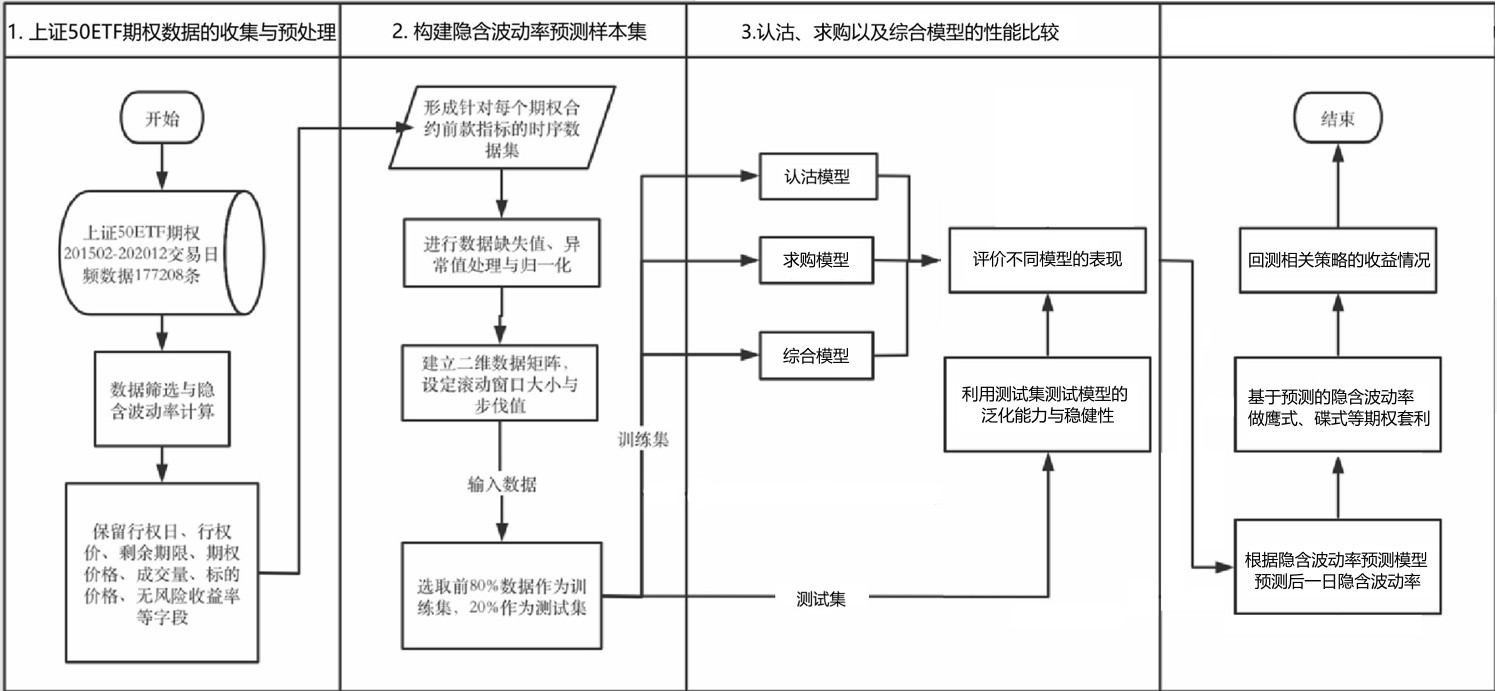 1. 上证50ETF期权数据的收集与预处理
2. 构建隐含波动率预测样本集
3.认沽、求购以及综合模型的性能比较
开始
上证50ETF期权
201502-202012交易日
频数据177208条
数据筛选与隐
含波动率计算
保留行权日、行权
价、剩余期限、期权
价格、成交量、标的
价格、无风险收益率
等字段
形成针对每个期权合
约前款指标的时序数
据集
进行数据缺失值、异
常值处理与归一化
建立二维数据矩阵，
设定滚动窗口大小与
步伐值
输入数据
选取前80%数据作为训
练集、20%作为测试集
训练集
测试集
认沽模型
求购模型
综合模型
评价不同模型的表现
利用测试集测试模型的
泛化能力与稳健性
结束
回测相关策略的收益情况
基于预测的隐含波动率
做鹰式、碟式等期权套利
根据隐含波动率预测模型
预测后一日隐含波动率